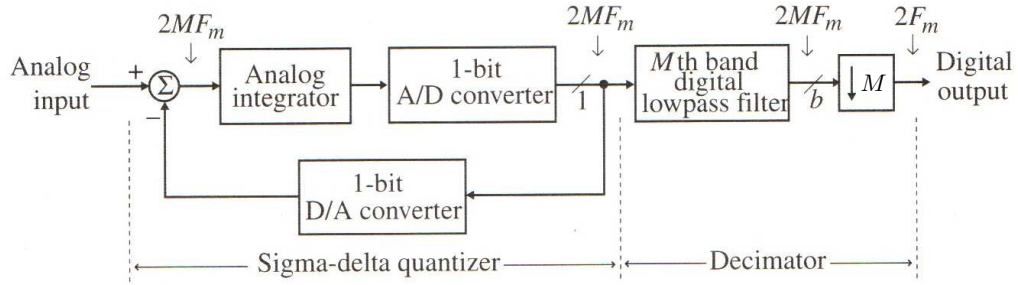 2MF_m
2MF_m
2MF_m
2F_m
Analog
input
+
Σ
−
Analog
integrator
1-bit
A/D converter
1
Mth band
digital
lowpass filter
b
↓ M
Digital
output
1-bit
D/A converter
Sigma-delta quantizer
Decimator